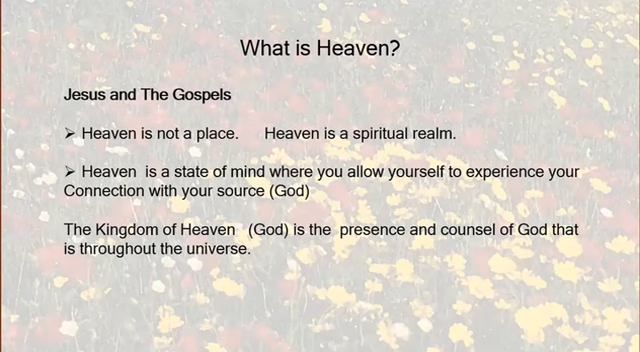 What is Heaven?
Jesus and The Gospels
➢ Heaven is not a place. Heaven is a spiritual realm.
➢ Heaven is a state of mind where you allow yourself to experience your
Connection with your source (God)
The Kingdom of Heaven (God) is the presence and counsel of God that
is throughout the universe.